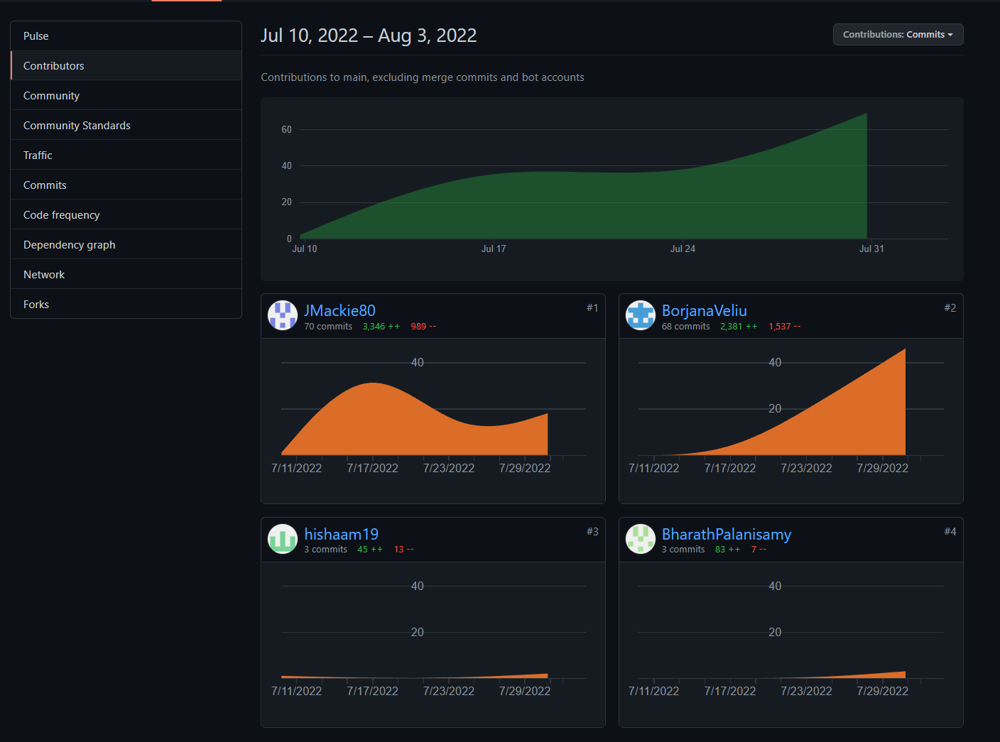 Pulse
Contributors
Community
Community Standards
Traffic
Commits
Code frequency
Dependency graph
Network
Forks
Jul 10, 2022 – Aug 3, 2022
Contributions: Commits
Contributions to main, excluding merge commits and bot accounts
60
40
20
0
Jul 10 Jul 17 Jul 24 Jul 31
JMackie80 #1
70 commits 3,346 ++ 989 --
40
7/11/2022 7/17/2022 7/23/2022 7/29/2022
BorjanaVeliu #2
68 commits 2,381 ++ 1,537 --
40
20
7/11/2022 7/17/2022 7/23/2022 7/29/2022
hishaam19 #3
3 commits 45 ++ 13 --
40
20
7/11/2022 7/17/2022 7/23/2022 7/29/2022
BharathPalanisamy #4
3 commits 83 ++ 7 --
40
20
7/11/2022 7/17/2022 7/23/2022 7/29/2022